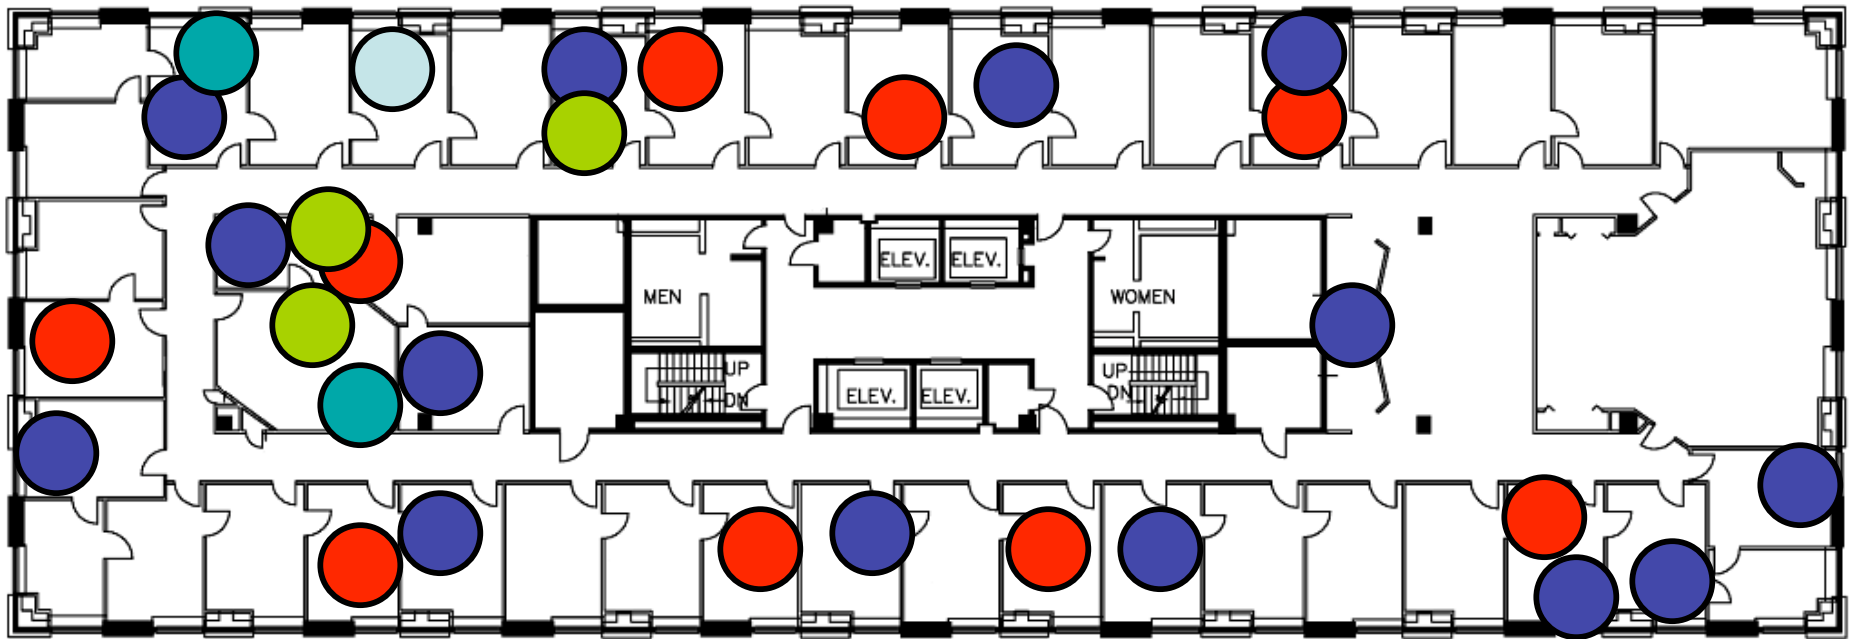 ELEV.
ELEV.
MEN
WOMEN
UP
DN
ELEV.
ELEV.
UP
DN